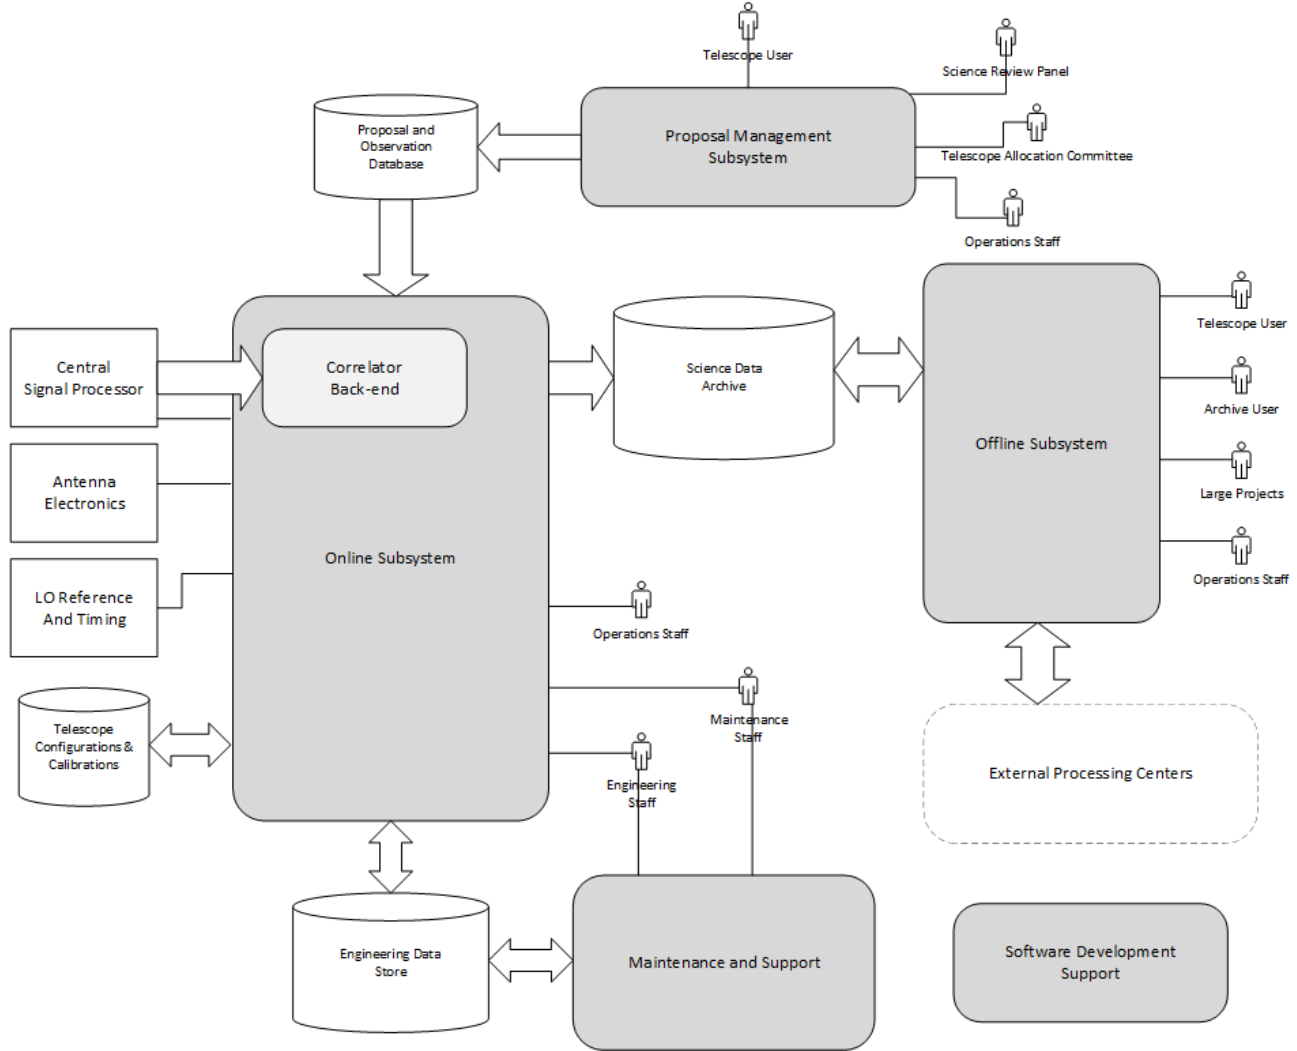 Telescope User
Science Review Panel
Proposal and
Observation
Database
Proposal Management
Subsystem
Telescope Allocation Committee
Operations Staff
Telescope User
Central
Signal Processor
Correlator
Back-end
Science Data
Archive
Archive User
Offline Subsystem
Antenna
Electronics
Large Projects
Online Subsystem
Operations Staff
LO Reference
And Timing
Operations Staff
Telescope
Configurations &
Calibrations
Maintenance
Staff
Engineering
Staff
External Processing Centers
Engineering Data
Store
Maintenance and Support
Software Development
Support